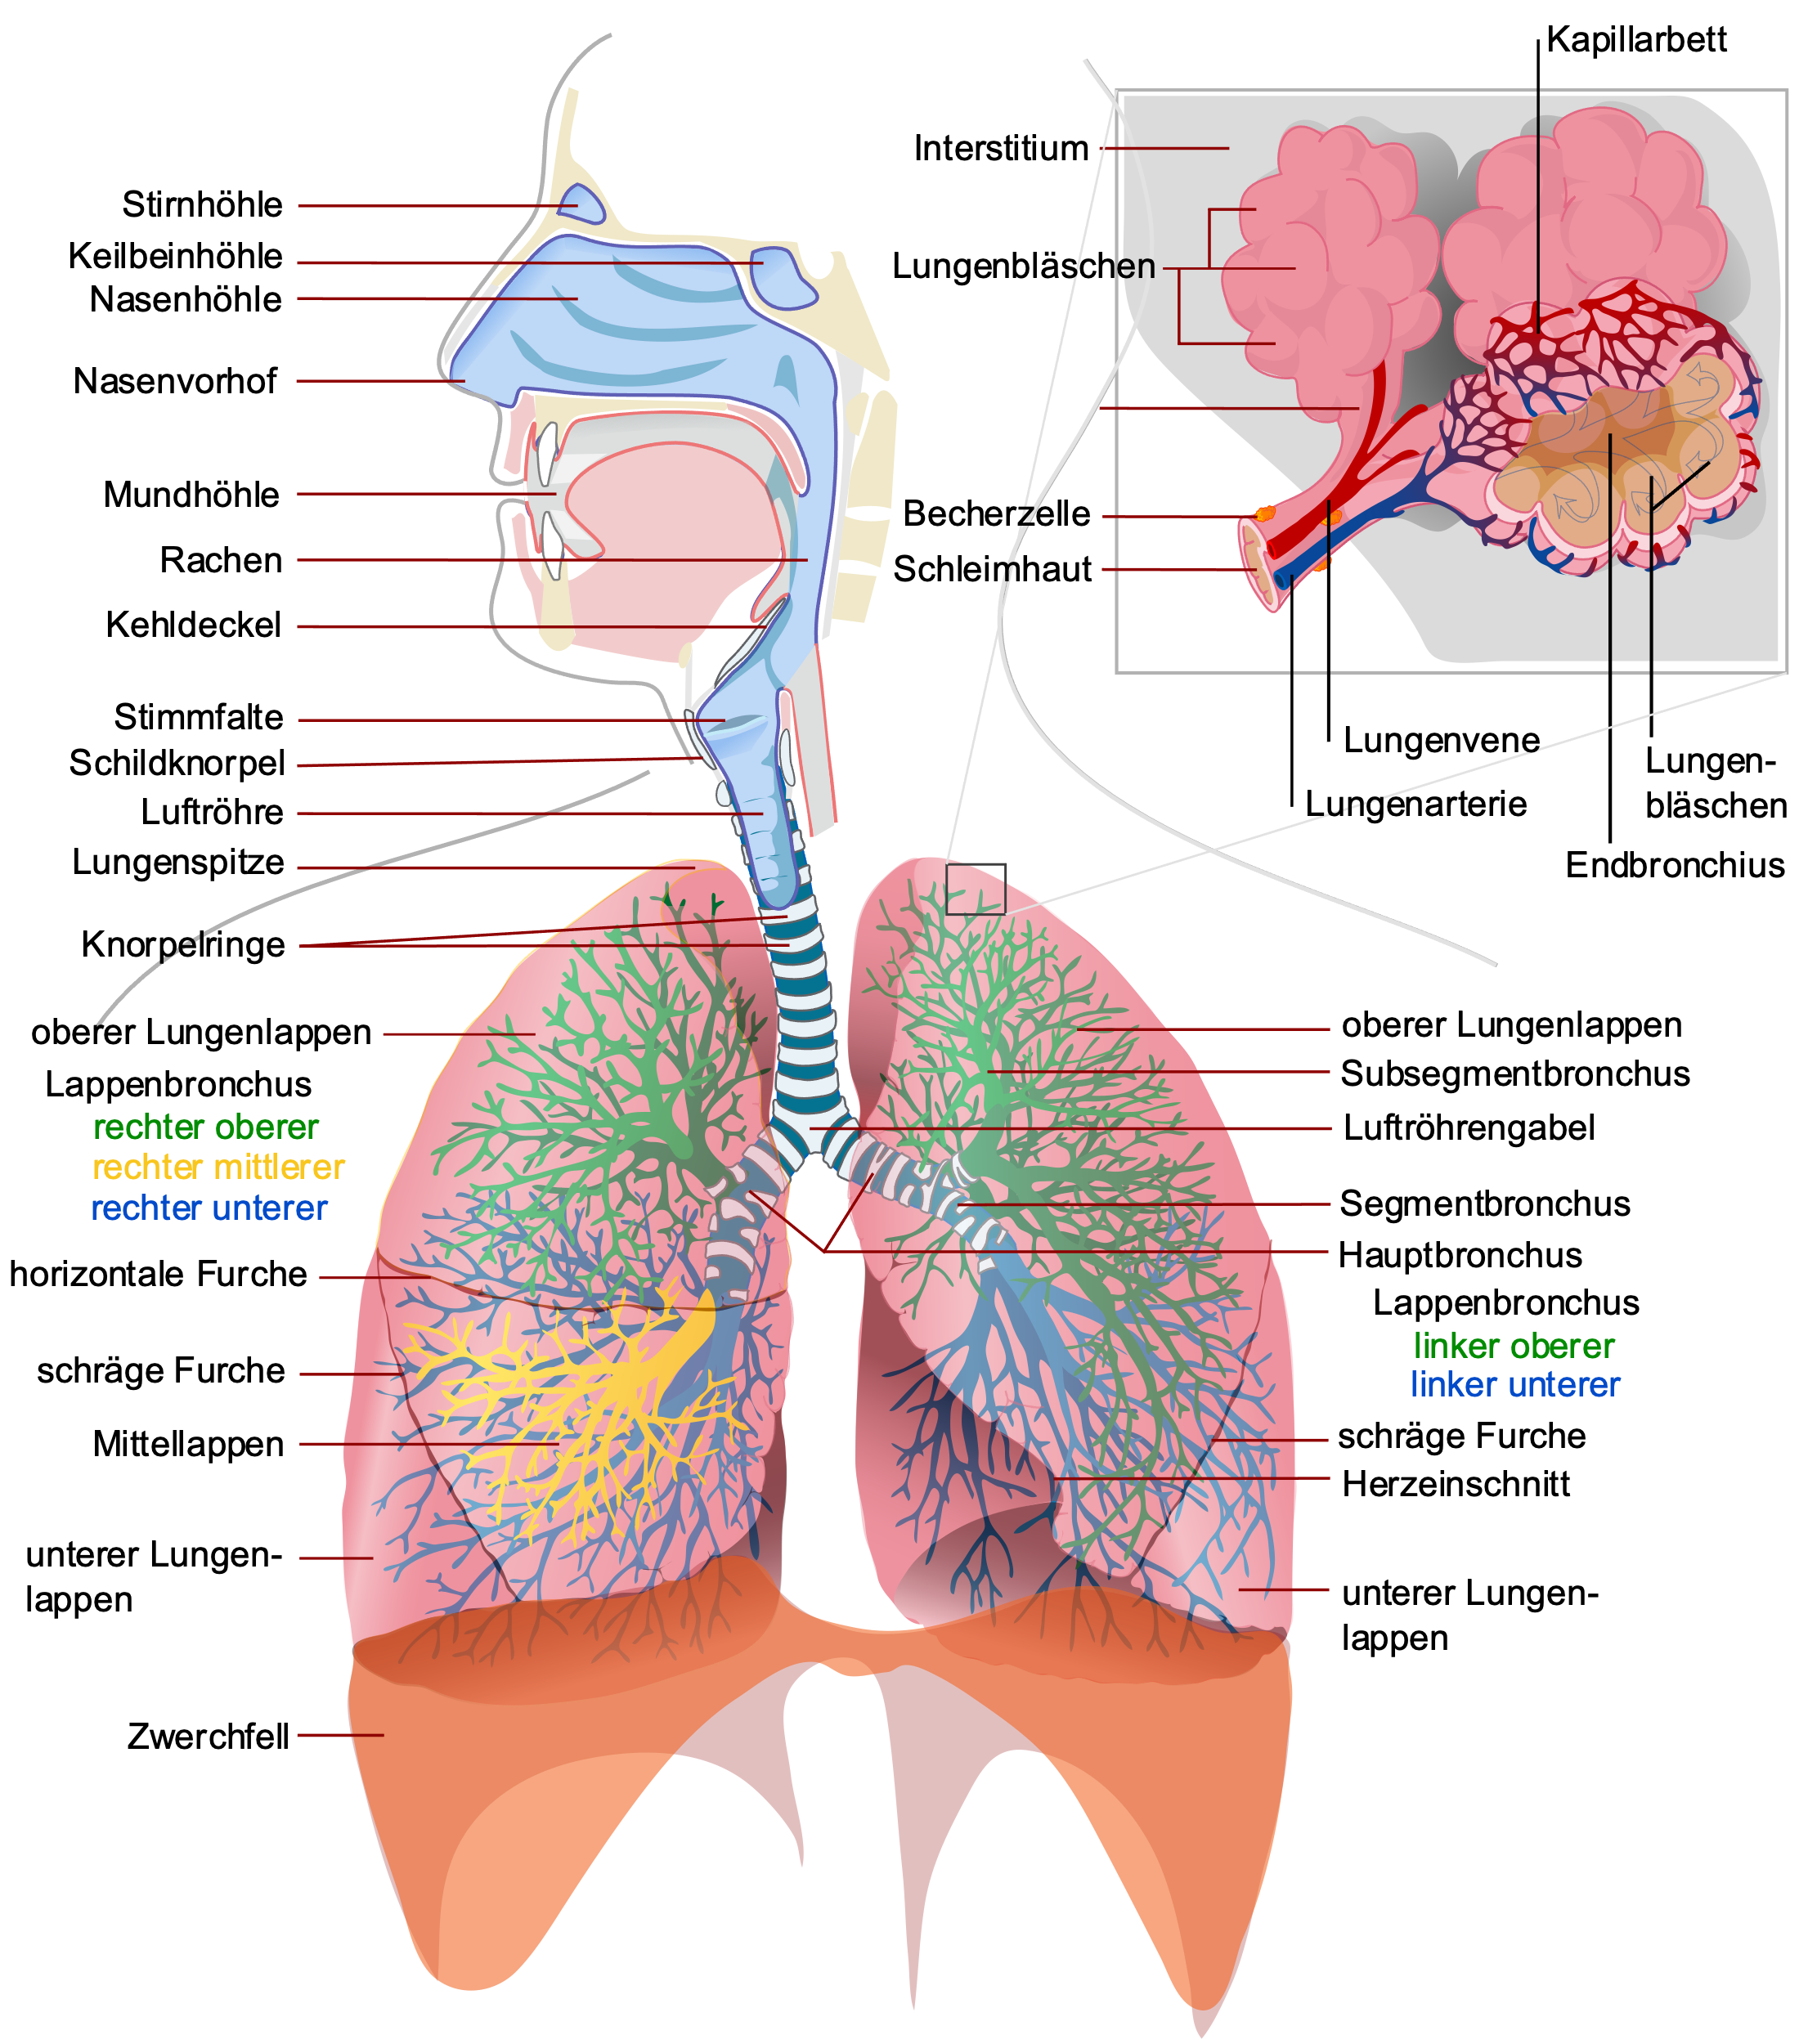 Kapillarbett
Interstitium
Lungenbläschen
Becherzelle
Schleimhaut
Lungenvene
Lungenarterie
Lungen-
bläschen
Endbronchius
Stirnhöhle
Keilbeinhöhle
Nasenhöhle
Nasenvorhof
Mundhöhle
Rachen
Kehldeckel
Stimmfalte
Schildknorpel
Luftröhre
Lungenspitze
Knorpelringe
oberer Lungenlappen
Lappenbronchus
rechter oberer
rechter mittlerer
rechter unterer
horizontale Furche
schräge Furche
Mittellappen
unterer Lungen-
lappen
Zwerchfell
oberer Lungenlappen
Subsegmentbronchus
Luftröhrengabel
Segmentbronchus
Hauptbronchus
Lappenbronchus
linker oberer
linker unterer
schräge Furche
Herzeinschnitt
unterer Lungen-
lappen